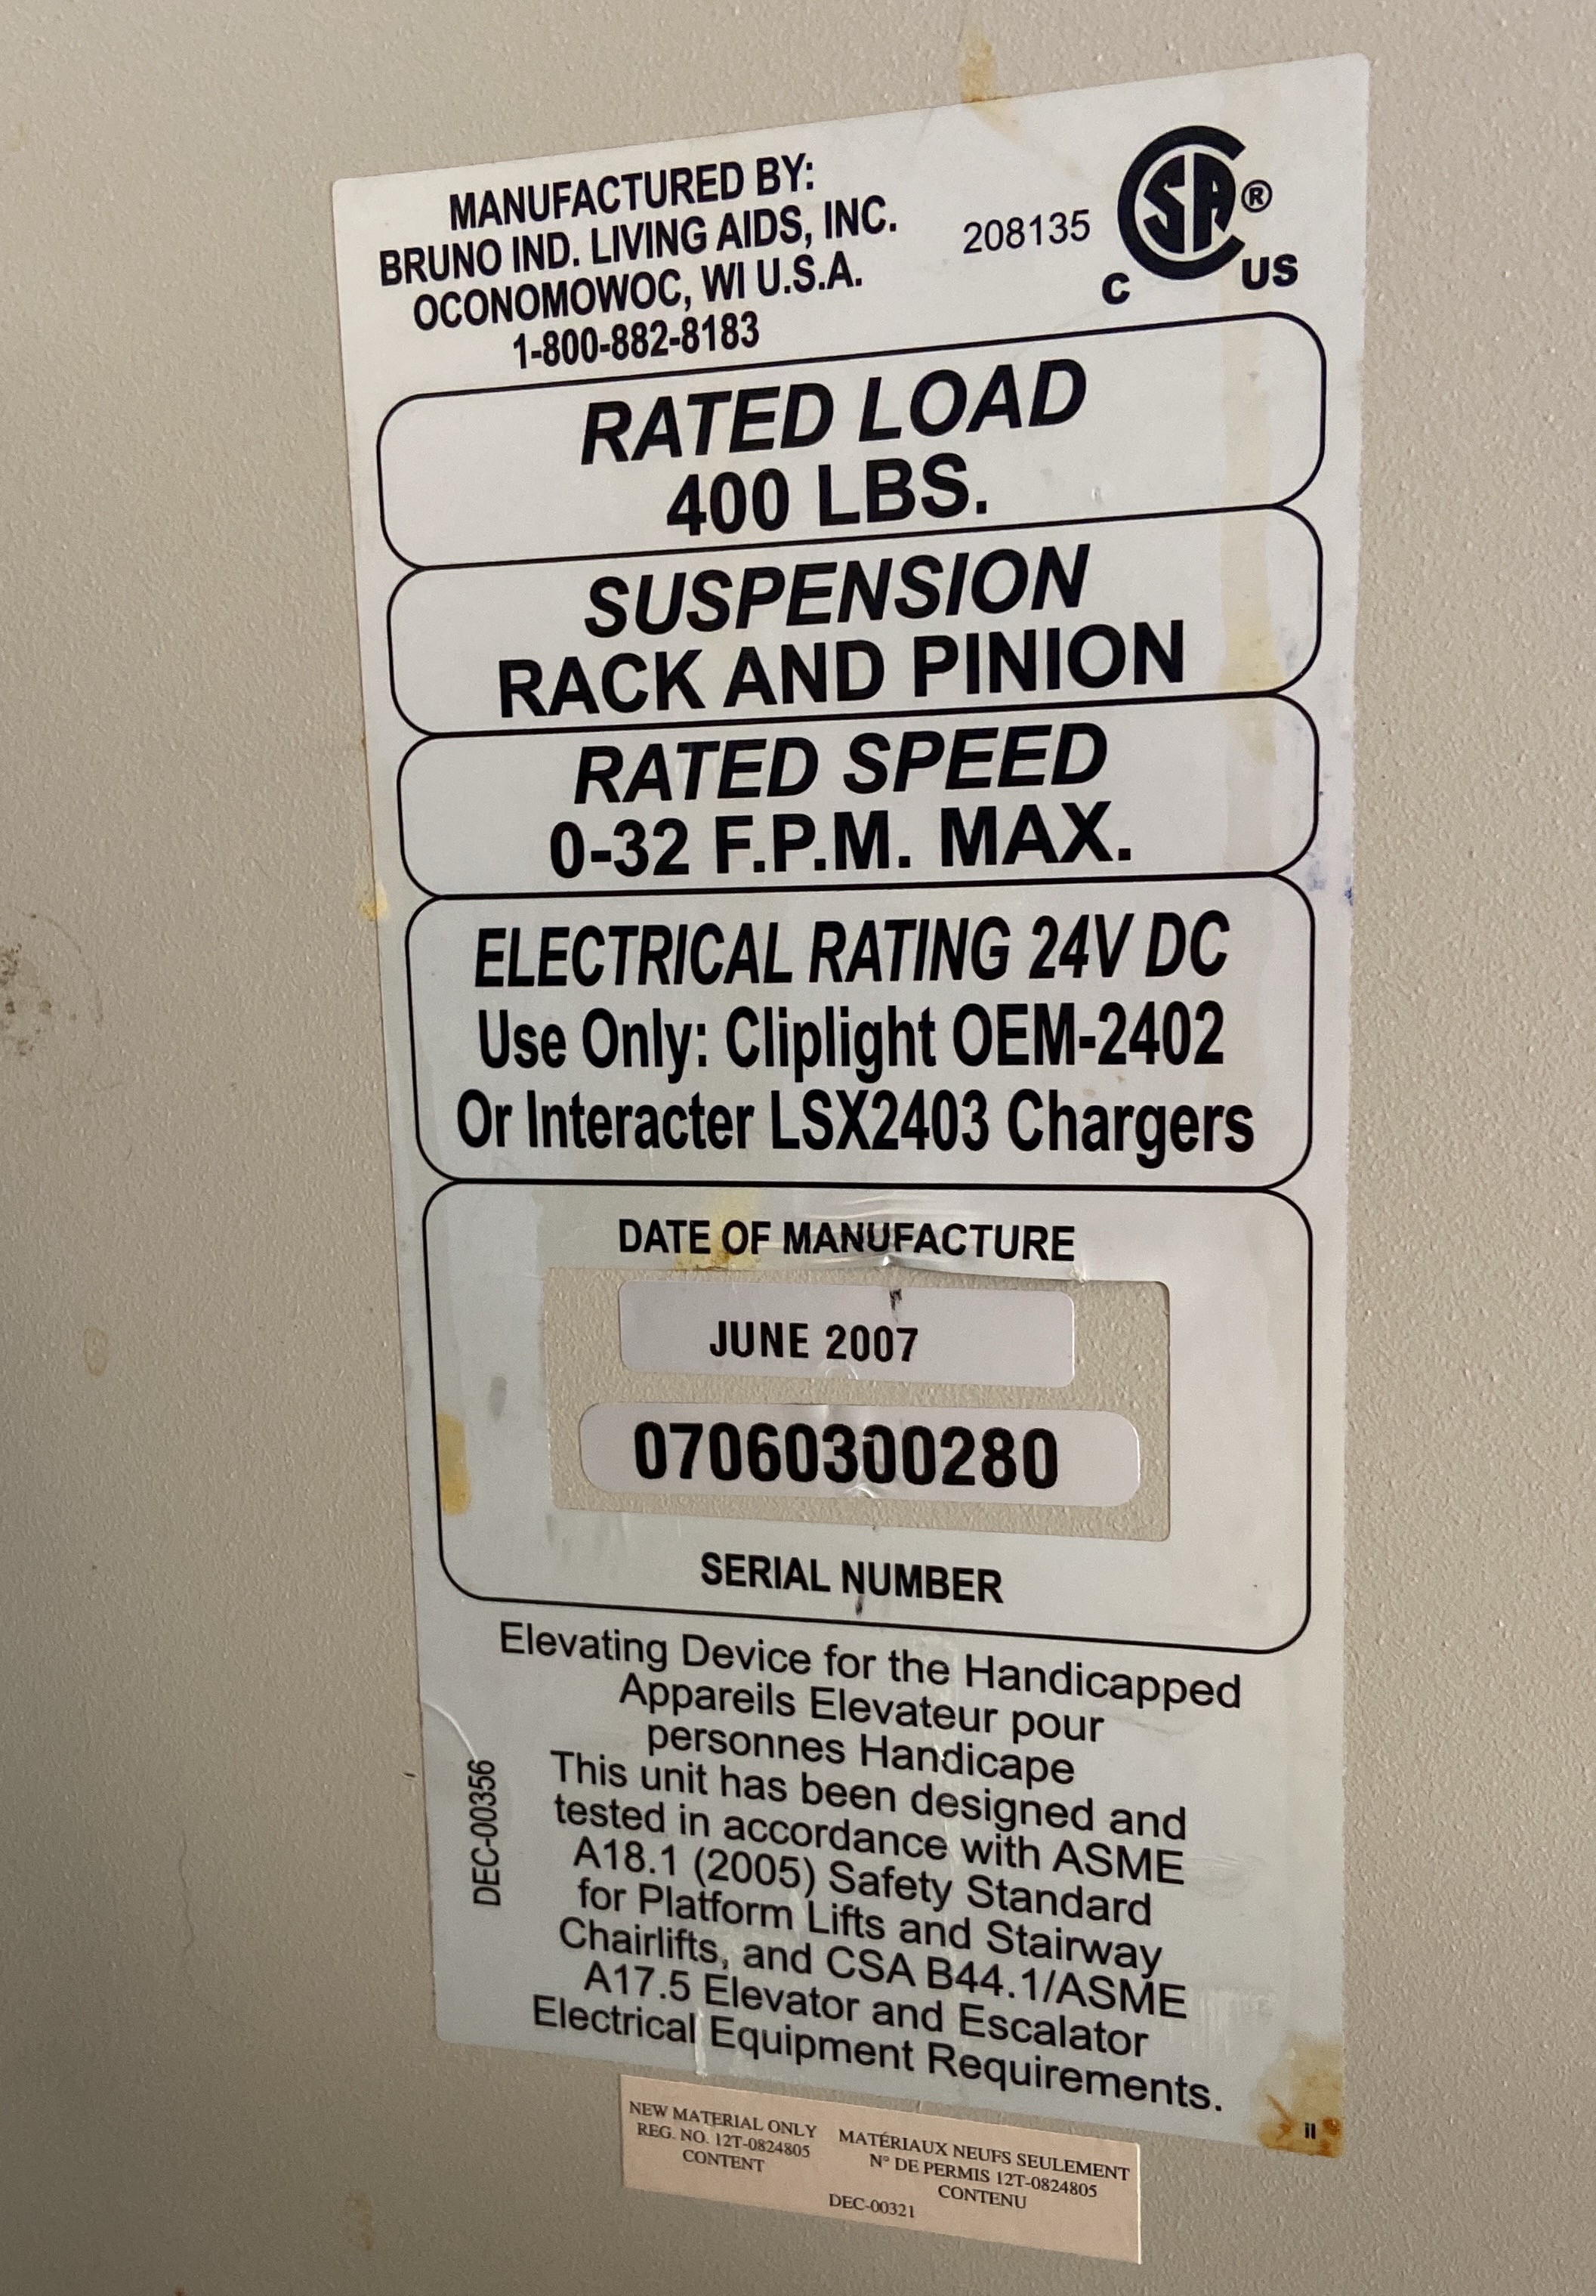 MANUFACTURED BY:
BRUNO IND. LIVING AIDS, INC.
OCONOMOWOC, WI U.S.A.
1-800-882-8183
208135
CSA®
C US
RATED LOAD
400 LBS.
SUSPENSION
RACK AND PINION
RATED SPEED
0-32 F.P.M. MAX.
ELECTRICAL RATING 24V DC
Use Only: Cliplight OEM-2402
Or Interacter LSX2403 Chargers
DATE OF MANUFACTURE
JUNE 2007
07060300280
SERIAL NUMBER
Elevating Device for the Handicapped
Appareils Elevateur pour
personnes Handicape
This unit has been designed and
tested in accordance with ASME
A18.1 (2005) Safety Standard
for Platform Lifts and Stairway
Chairlifts, and CSA B44.1/ASME
A17.5 Elevator and Escalator
Electrical Equipment Requirements.
DEC-00356
il
NEW MATERIAL ONLY
REG. NO. 12T-0824805
CONTENT
MATÉRIAUX NEUFS SEULEMENT
N° DE PERMIS 12T-0824805
CONTENU
DEC-00321